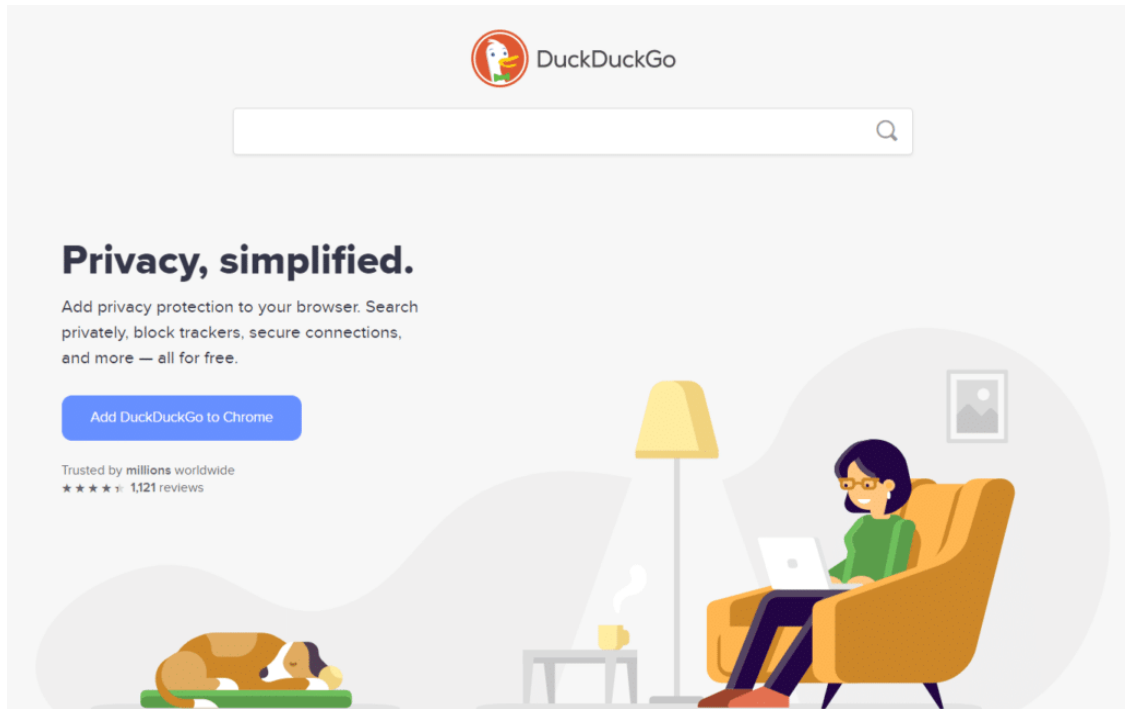 DuckDuckGo
Privacy, simplified.
Add privacy protection to your browser. Search
privately, block trackers, secure connections,
and more — all for free.
Add DuckDuckGo to Chrome
Trusted by millions worldwide
1,121 reviews